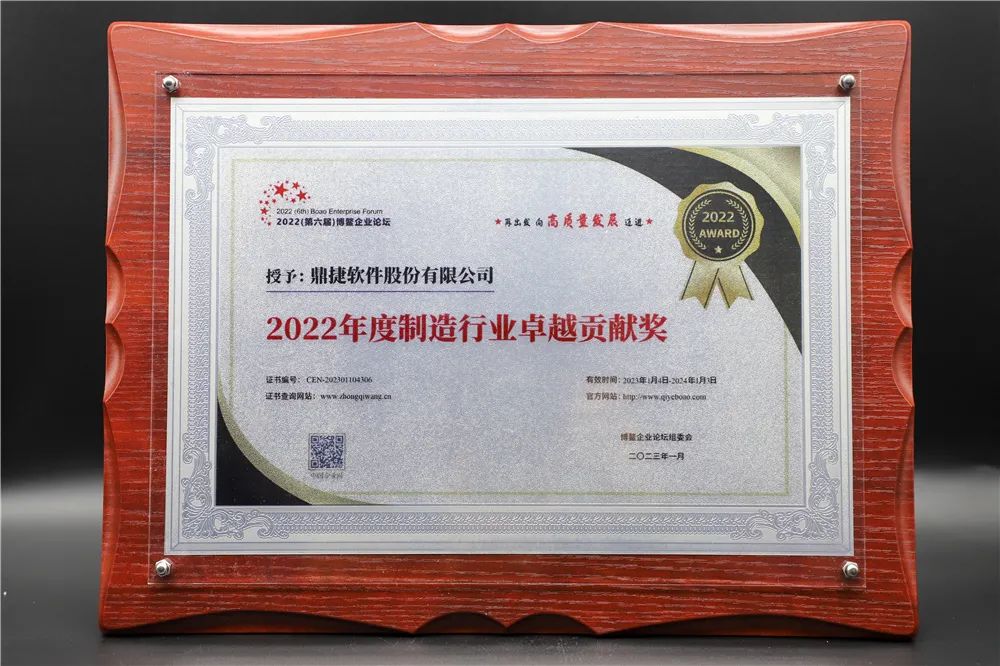 2022 (6th) Boao Enterprise Forum
2022(第六届)博鳌企业论坛
★再出发 向 高质量发展 迈进★
2022
AWARD
授予: 鼎捷软件股份有限公司
2022年度制造行业卓越贡献奖
证书编号: CEN-202301104306
证书查询网站: www.zhongqiwang.cn
有效时间: 2023年1月4日-2024年1月3日
官方网站: http://www.qiyeboao.com
中国企业网
博鳌企业论坛组委会
二〇二三年一月